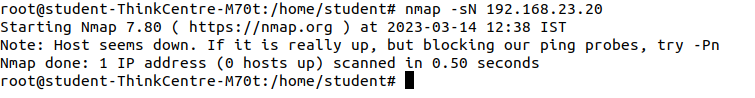 root@student-ThinkCentre-M70t:/home/student# nmap -sN 192.168.23.20
Starting Nmap 7.80 ( https://nmap.org ) at 2023-03-14 12:38 IST
Note: Host seems down. If it is really up, but blocking our ping probes, try -Pn
Nmap done: 1 IP address (0 hosts up) scanned in 0.50 seconds
root@student-ThinkCentre-M70t:/home/student#